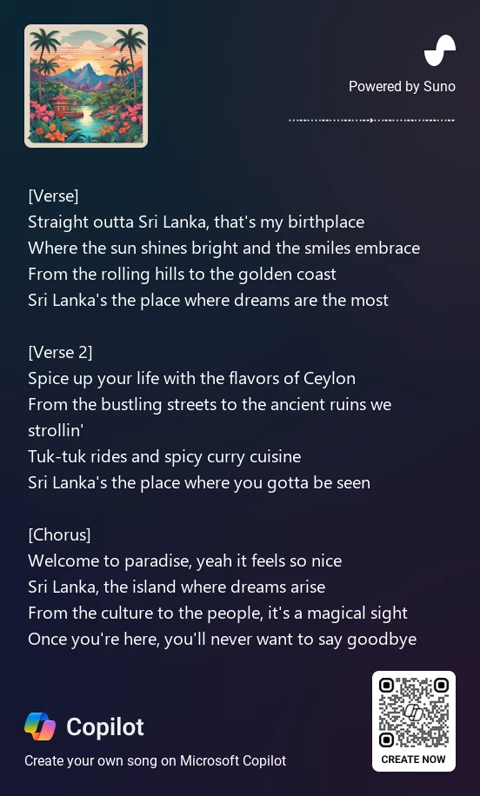 Powered by Suno
[Verse]
Straight outta Sri Lanka, that's my birthplace
Where the sun shines bright and the smiles embrace
From the rolling hills to the golden coast
Sri Lanka's the place where dreams are the most
[Verse 2]
Spice up your life with the flavors of Ceylon
From the bustling streets to the ancient ruins we
strollin'
Tuk-tuk rides and spicy curry cuisine
Sri Lanka's the place where you gotta be seen
[Chorus]
Welcome to paradise, yeah it feels so nice
Sri Lanka, the island where dreams arise
From the culture to the people, it's a magical sight
Once you're here, you'll never want to say goodbye
Copilot
Create your own song on Microsoft Copilot
CREATE NOW